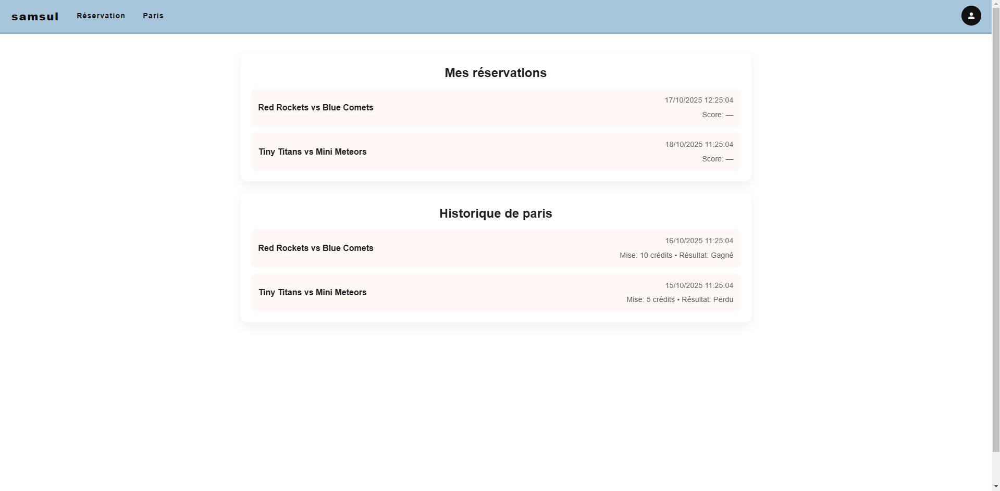 samsul Réservation Paris
Mes réservations
Red Rockets vs Blue Comets
17/10/2025 12:25:04
Score: —
Tiny Titans vs Mini Meteors
18/10/2025 11:25:04
Score: —
Historique de paris
Red Rockets vs Blue Comets
16/10/2025 11:25:04
Mise: 10 crédits • Résultat: Gagné
Tiny Titans vs Mini Meteors
15/10/2025 11:25:04
Mise: 5 crédits • Résultat: Perdu